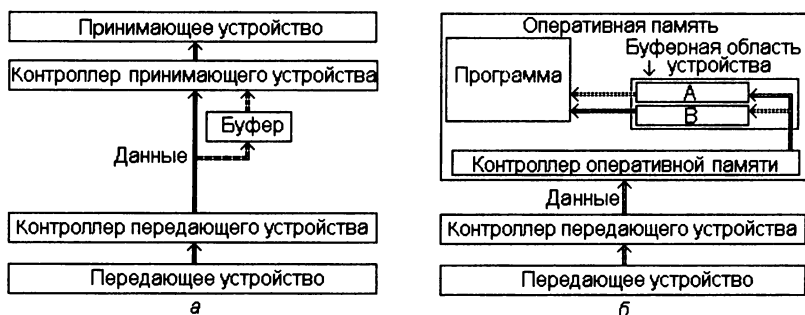 Принимающее устройство
Контроллер принимающего устройства
Буфер
Данные
Контроллер передающего устройства
Передающее устройство
а
Оперативная память
Буферная область
устройства
Программа
А
В
Контроллер оперативной памяти
Данные
Контроллер передающего устройства
Передающее устройство
б